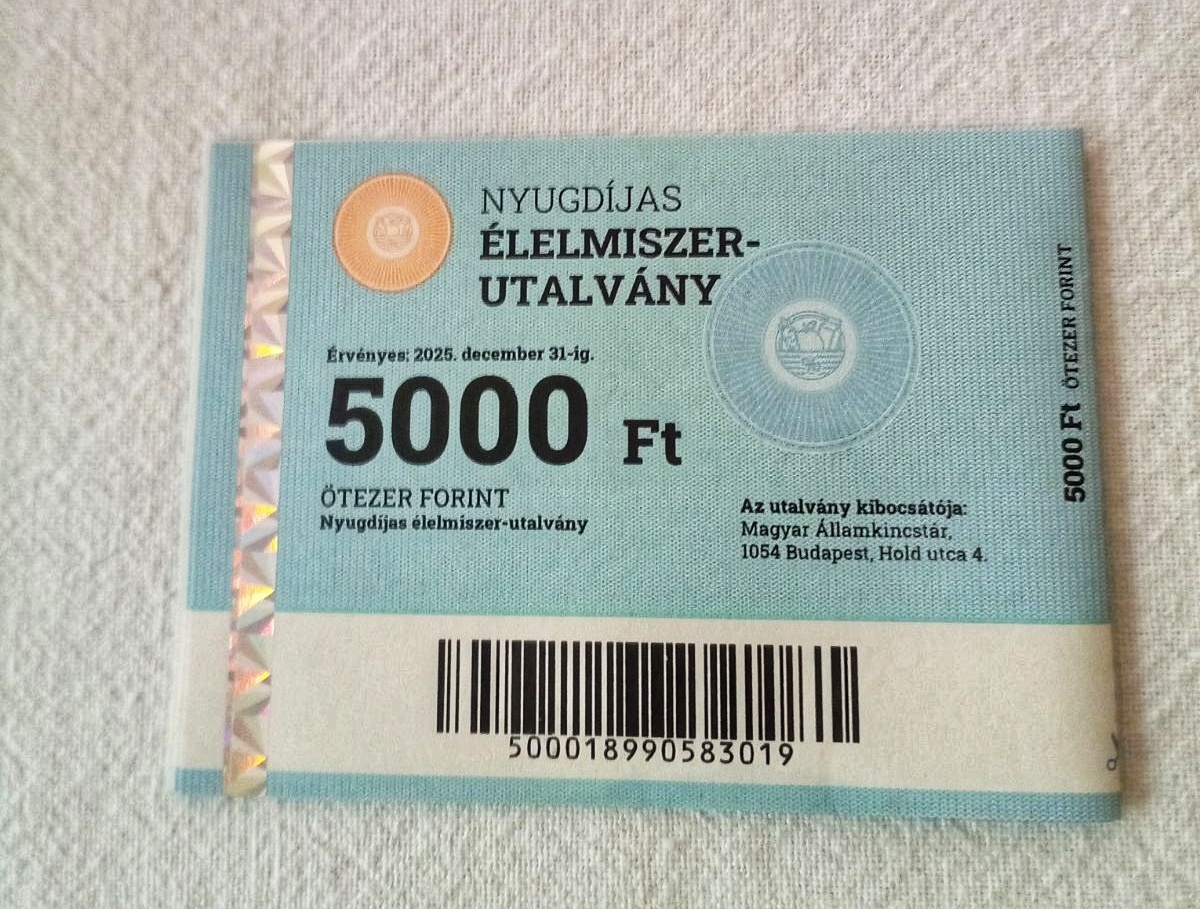 NYUGDÍJAS
ÉLELMISZER-
UTALVÁNY
Érvényes: 2025. december 31-ig.
5000 Ft
ÖTEZER FORINT
Nyugdíjas élelmiszer-utalvány
Az utalvány kibocsátója:
Magyar Államkincstár,
1054 Budapest, Hold utca 4.
5000 Ft ÖTEZER FORINT
500018990583019